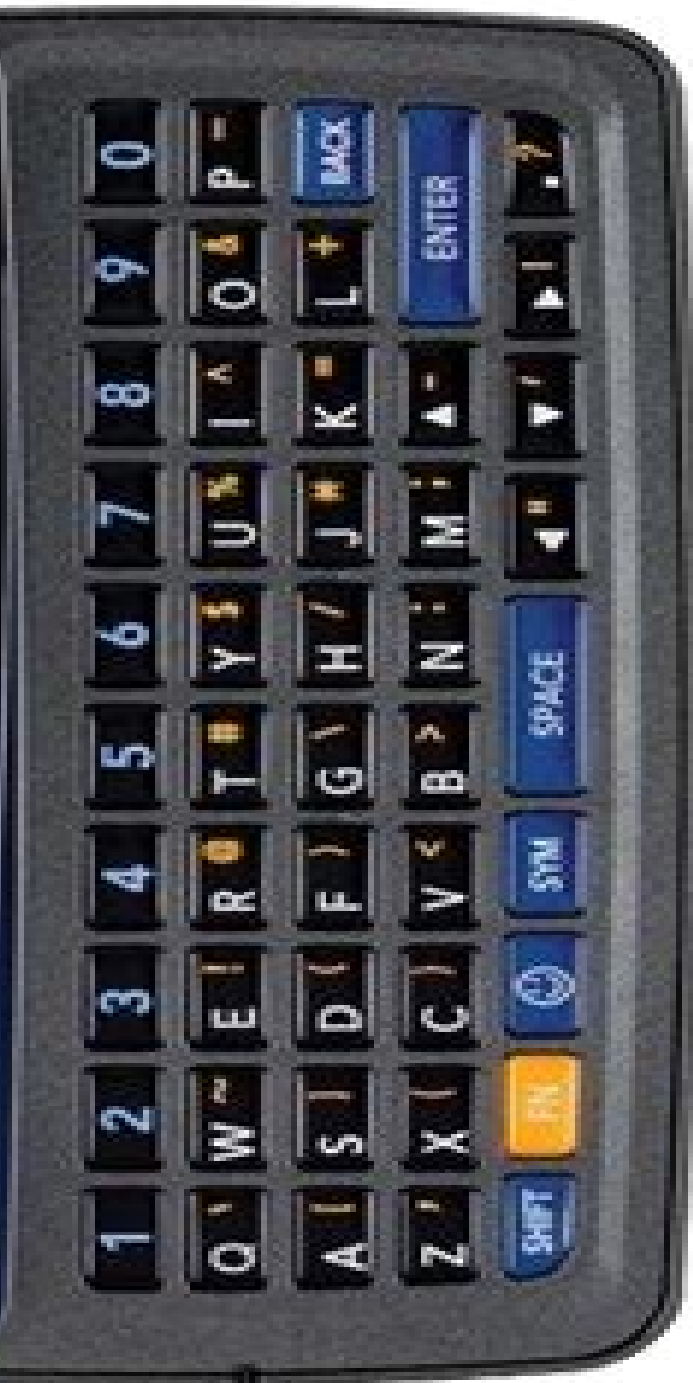 1 2 3 4 5 6 7 8 9 0
Q ` W ~ E ! R @ T # Y $ U % I ^ O & P
A [ S ] D ( F ) G \ H / J * K = L + BACK
Z X { C } V < B > N : M ; ▲ ENTER
SHIFT FN ☺ SYM SPACE ◀ " ▼ ▶ . ?